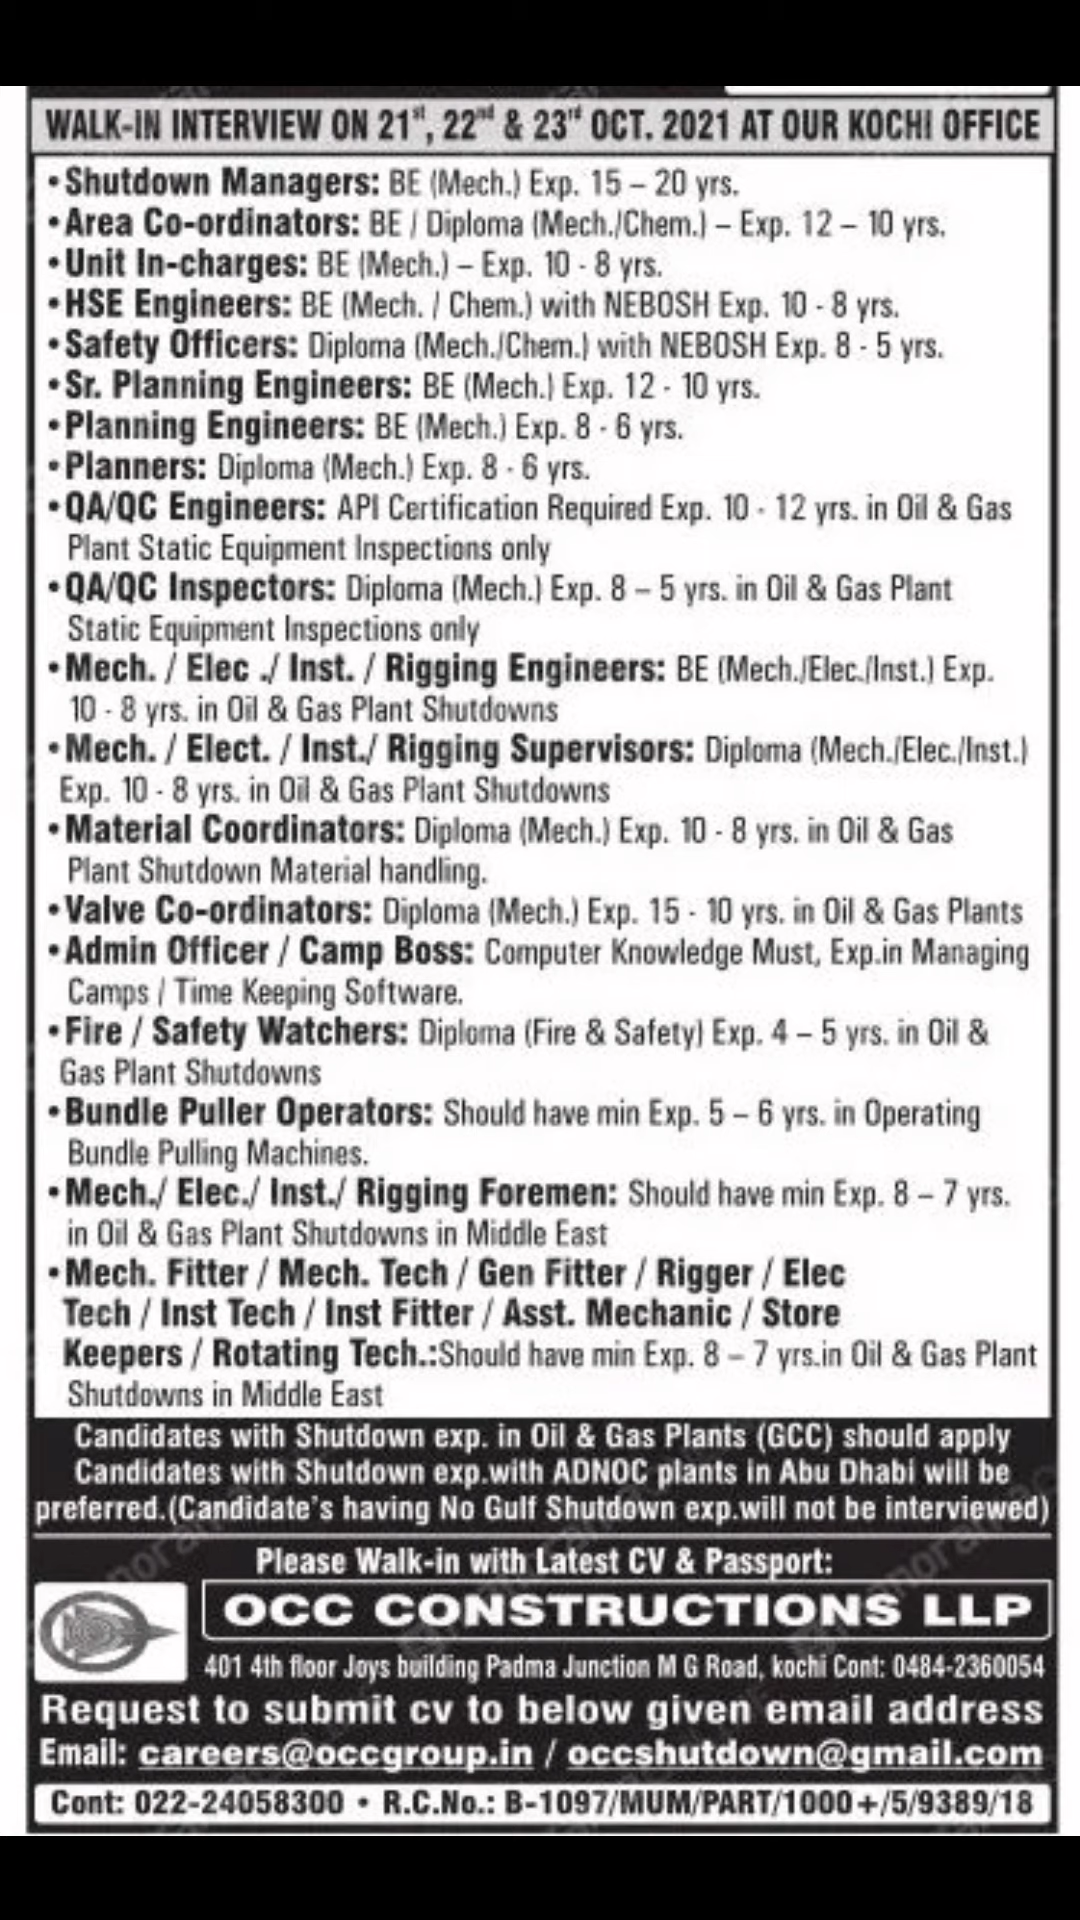 WALK-IN INTERVIEW ON 21st, 22nd & 23rd OCT. 2021 AT OUR KOCHI OFFICE
• Shutdown Managers: BE (Mech.) Exp. 15 – 20 yrs.
• Area Co-ordinators: BE / Diploma (Mech./Chem.) – Exp. 12 – 10 yrs.
• Unit In-charges: BE (Mech.) – Exp. 10 - 8 yrs.
• HSE Engineers: BE (Mech. / Chem.) with NEBOSH Exp. 10 - 8 yrs.
• Safety Officers: Diploma (Mech./Chem.) with NEBOSH Exp. 8 - 5 yrs.
• Sr. Planning Engineers: BE (Mech.) Exp. 12 - 10 yrs.
• Planning Engineers: BE (Mech.) Exp. 8 - 6 yrs.
• Planners: Diploma (Mech.) Exp. 8 - 6 yrs.
• QA/QC Engineers: API Certification Required Exp. 10 - 12 yrs. in Oil & Gas
Plant Static Equipment Inspections only
• QA/QC Inspectors: Diploma (Mech.) Exp. 8 – 5 yrs. in Oil & Gas Plant
Static Equipment Inspections only
• Mech. / Elec ./ Inst. / Rigging Engineers: BE (Mech./Elec./Inst.) Exp.
10 - 8 yrs. in Oil & Gas Plant Shutdowns
• Mech. / Elect. / Inst./ Rigging Supervisors: Diploma (Mech./Elec./Inst.)
Exp. 10 - 8 yrs. in Oil & Gas Plant Shutdowns
• Material Coordinators: Diploma (Mech.) Exp. 10 - 8 yrs. in Oil & Gas
Plant Shutdown Material handling.
• Valve Co-ordinators: Diploma (Mech.) Exp. 15 - 10 yrs. in Oil & Gas Plants
• Admin Officer / Camp Boss: Computer Knowledge Must, Exp.in Managing
Camps / Time Keeping Software.
• Fire / Safety Watchers: Diploma (Fire & Safety) Exp. 4 – 5 yrs. in Oil &
Gas Plant Shutdowns
• Bundle Puller Operators: Should have min Exp. 5 – 6 yrs. in Operating
Bundle Pulling Machines.
• Mech./ Elec./ Inst./ Rigging Foremen: Should have min Exp. 8 – 7 yrs.
in Oil & Gas Plant Shutdowns in Middle East
• Mech. Fitter / Mech. Tech / Gen Fitter / Rigger / Elec
Tech / Inst Tech / Inst Fitter / Asst. Mechanic / Store
Keepers / Rotating Tech.:Should have min Exp. 8 – 7 yrs.in Oil & Gas Plant
Shutdowns in Middle East
Candidates with Shutdown exp. in Oil & Gas Plants (GCC) should apply
Candidates with Shutdown exp.with ADNOC plants in Abu Dhabi will be
preferred.(Candidate's having No Gulf Shutdown exp.will not be interviewed)
Please Walk-in with Latest CV & Passport:
OCC CONSTRUCTIONS LLP
401 4th floor Joys building Padma Junction M G Road, kochi Cont: 0484-2360054
Request to submit cv to below given email address
Email: careers@occgroup.in / occshutdown@gmail.com
Cont: 022-24058300 • R.C.No.: B-1097/MUM/PART/1000+/5/9389/18